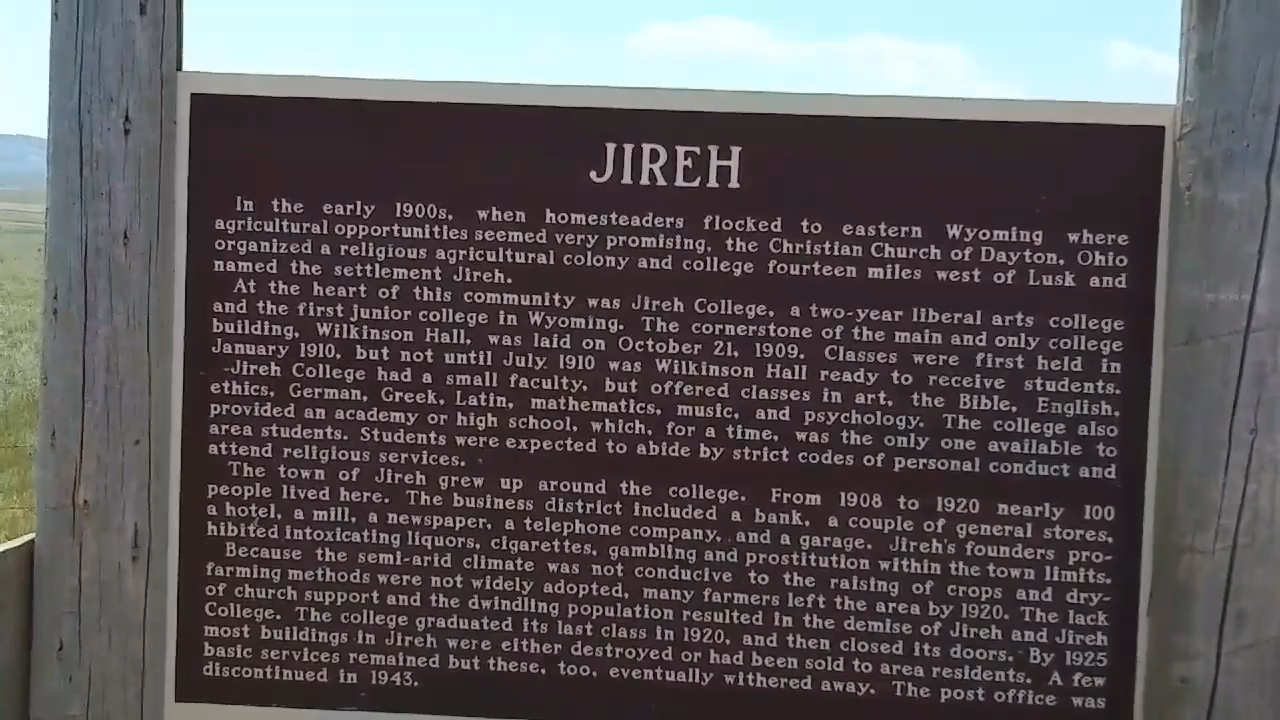 JIREH
In the early 1900s, when homesteaders flocked to eastern Wyoming where
agricultural opportunities seemed very promising, the Christian Church of Dayton, Ohio
organized a religious agricultural colony and college fourteen miles west of Lusk and
named the settlement Jireh.
At the heart of this community was Jireh College, a two-year liberal arts college
and the first junior college in Wyoming. The cornerstone of the main and only college
building, Wilkinson Hall, was laid on October 21, 1909. Classes were first held in
January 1910, but not until July 1910 was Wilkinson Hall ready to receive students.
Jireh College had a small faculty, but offered classes in art, the Bible, English,
ethics, German, Greek, Latin, mathematics, music, and psychology. The college also
provided an academy or high school, which, for a time, was the only one available to
area students. Students were expected to abide by strict codes of personal conduct and
attend religious services.
The town of Jireh grew up around the college. From 1908 to 1920 nearly 100
people lived here. The business district included a bank, a couple of general stores,
a hotel, a mill, a newspaper, a telephone company, and a garage. Jireh's founders pro-
hibited intoxicating liquors, cigarettes, gambling and prostitution within the town limits.
Because the semi-arid climate was not conducive to the raising of crops and dry-
farming methods were not widely adopted, many farmers left the area by 1920. The lack
of church support and the dwindling population resulted in the demise of Jireh and Jireh
College. The college graduated its last class in 1920, and then closed its doors. By 1925
most buildings in Jireh were either destroyed or had been sold to area residents. A few
basic services remained but these, too, eventually withered away. The post office was
discontinued in 1943.